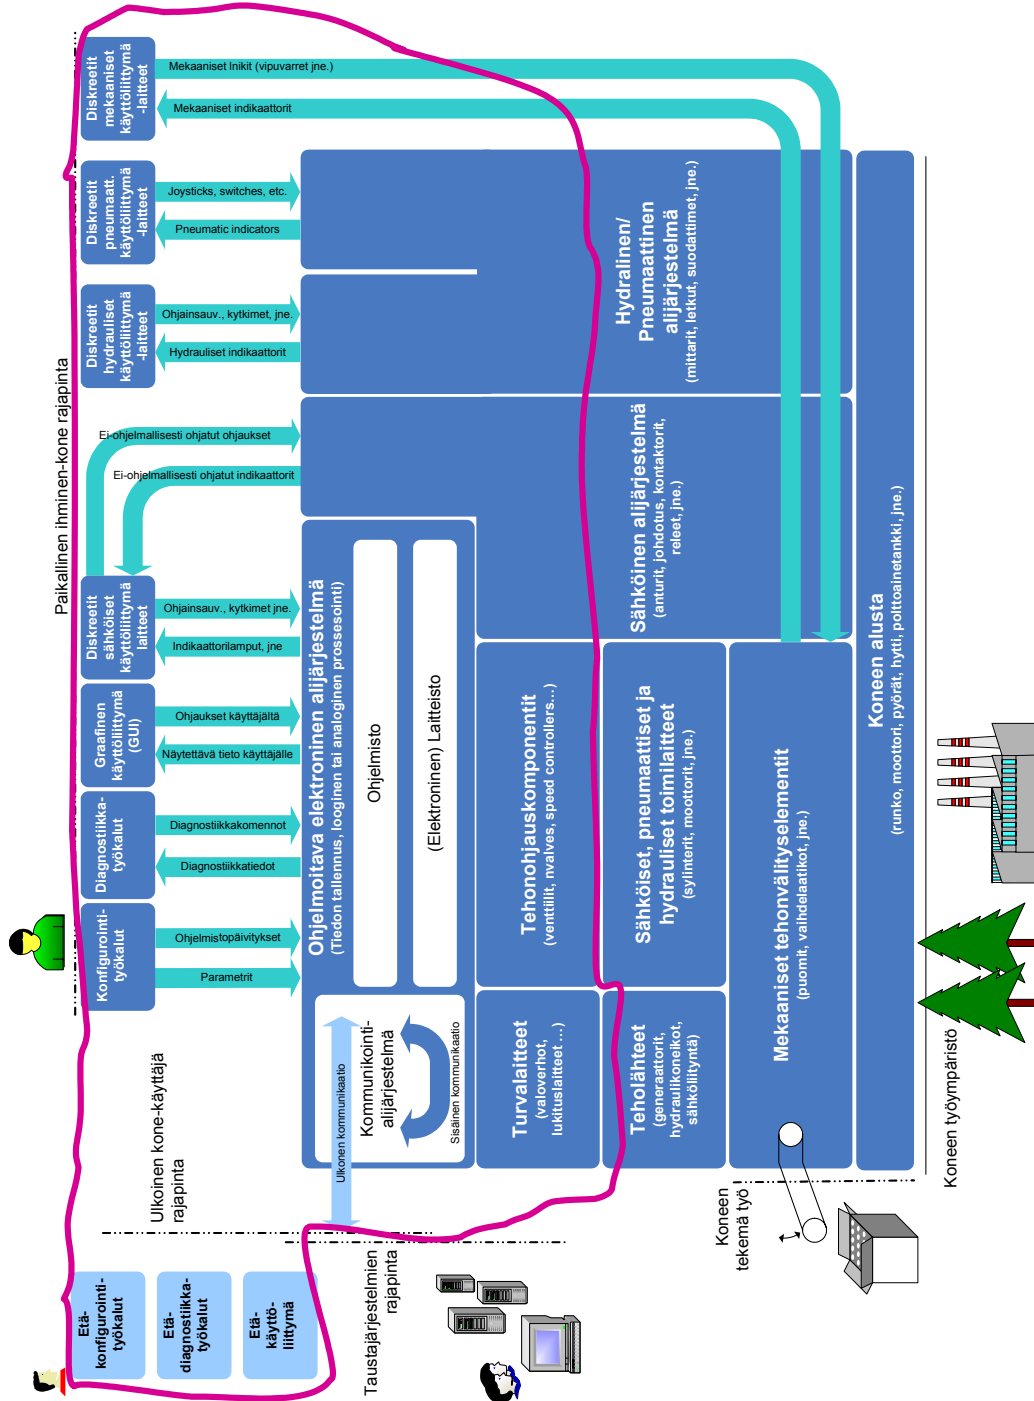 Paikallinen ihminen-kone rajapinta
Konfigurointi-
työkalut
Diagnostiikka-
työkalut
Graafinen
käyttöliittymä
(GUI)
Diskreetit
sähköiset
käyttöliittymä
laitteet
Diskreetit
hydrauliset
käyttöliittymä
-laitteet
Diskreetit
pneumaatt.
käyttöliittymä
-laitteet
Diskreetit
mekaaniset
käyttöliittymä
-laitteet
Parametrit
Ohjelmistopäivitykset
Diagnostiikkatiedot
Diagnostiikkakomennot
Näytettävä tieto käyttäjälle
Ohjaukset käyttäjältä
Indikaattorilamput, jne
Ohjainsauv., kytkimet jne.
Ei-ohjelmallisesti ohjatut indikaattorit
Ei-ohjelmallisesti ohjatut ohjaukset
Hydrauliset indikaattorit
Ohjainsauv., kytkimet, jne.
Pneumatic indicators
Joysticks, switches, etc.
Mekaaniset indikaattorit
Mekaaniset lnikit (vipuvarret jne.)
Ulkoinen kone-käyttäjä
rajapinta
Etä-
konfigurointi-
työkalut
Etä-
diagnostiikka-
työkalut
Etä-
käyttö-
liittymä
Taustajärjestelmien
rajapinta
Ulkonen kommunikaatio
Kommunikointi-
alijärjestelmä
Sisäinen kommunikaatio
Ohjelmoitava elektroninen alijärjestelmä
(Tiedon tallennus, looginen tai analoginen prossesointi)
Ohjelmisto
(Elektroninen) Laitteisto
Turvalaitteet
(valoverhot,
lukituslaitteet ...)
Tehonohjauskomponentit
(venttiilit, nvalves, speed controllers...)
Teholähteet
(generaattorit,
hydraulikoneikot,
sähköliityntä)
Sähköiset, pneumaattiset ja
hydrauliset toimilaitteet
(sylinterit, moottorit, jne.)
Sähköinen alijärjestelmä
(anturit, johdotus, kontaktorit,
releet, jne.)
Hydralinen/
Pneumaattinen
alijärjestelmä
(mittarit, letkut, suodattimet, jne.)
Mekaaniset tehonvälityselementit
(puomit, vaihdelaatikot, jne.)
Koneen alusta
(runko, moottori, pyörät, hytti, polttoainetankki, jne.)
Koneen
tekemä työ
Koneen työympäristö